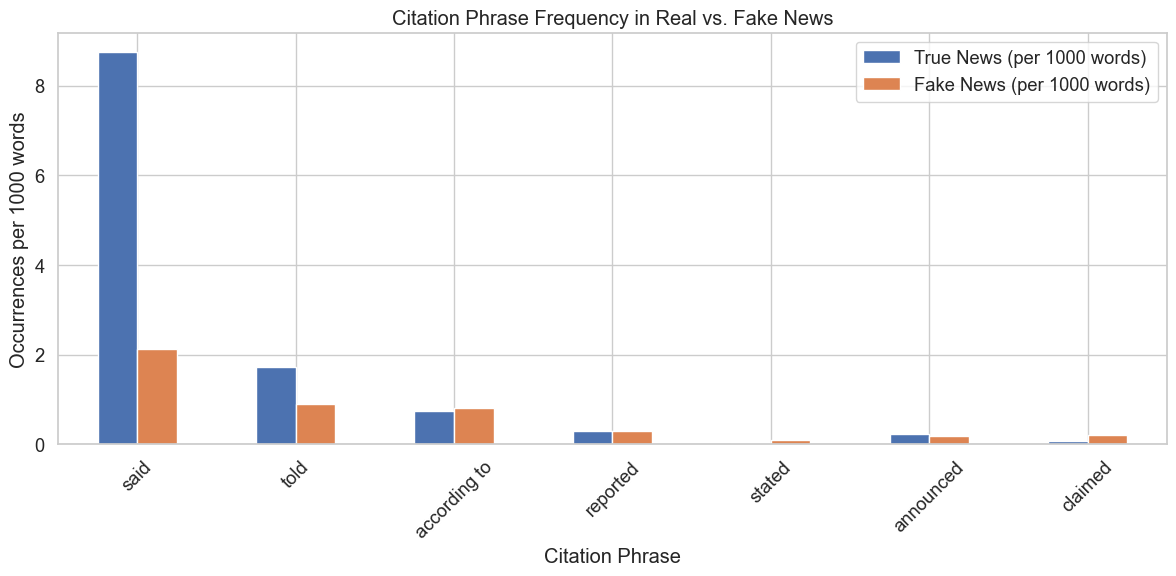 Citation Phrase Frequency in Real vs. Fake News
True News (per 1000 words)
Fake News (per 1000 words)
Occurrences per 1000 words
8
6
4
2
0
said
told
according to
reported
stated
announced
claimed
Citation Phrase